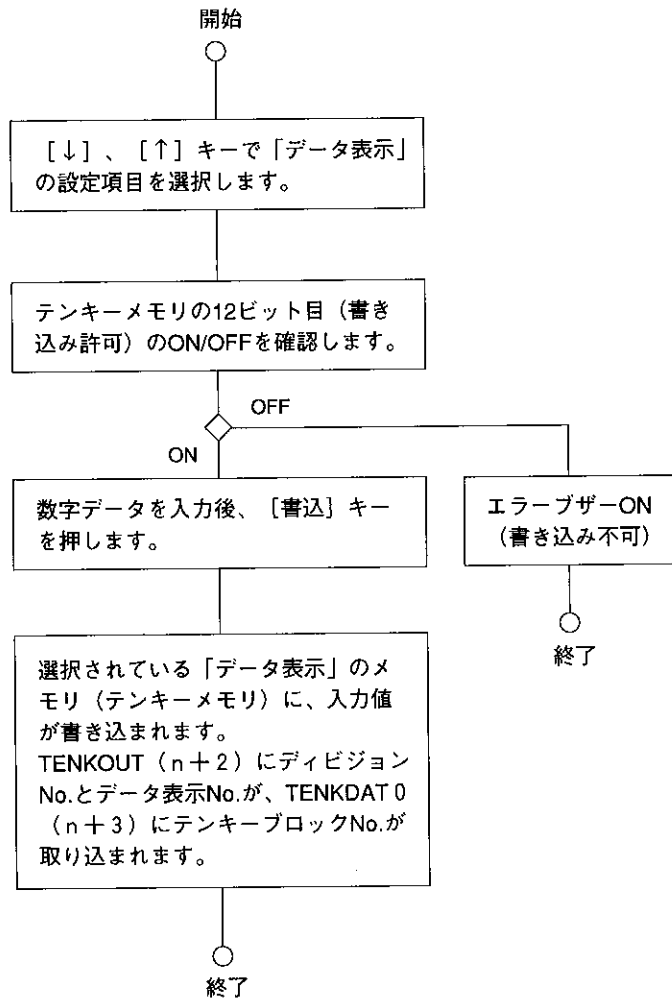 開始
［↓］、［↑］キーで「データ表示」
の設定項目を選択します。
テンキーメモリの12ビット目（書き
込み許可）のON/OFFを確認します。
OFF
ON
数字データを入力後、［書込］キー
を押します。
エラーブザーON
（書き込み不可）
終了
選択されている「データ表示」のメ
モリ（テンキーメモリ）に、入力値
が書き込まれます。
TENKOUT（n＋2）にディビジョン
No.とデータ表示No.が、TENKDAT 0
（n＋3）にテンキーブロックNo.が
取り込まれます。
終了